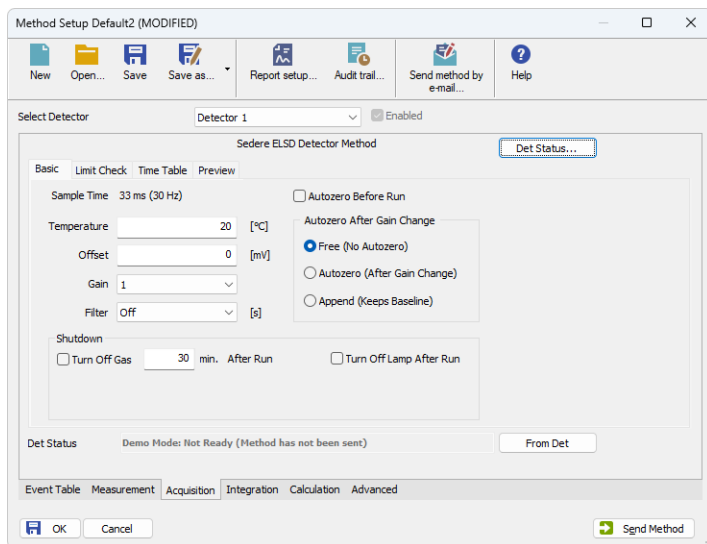 Method Setup Default2 (MODIFIED)
New Open... Save Save as... Report setup... Audit trail... Send method by e-mail... Help
Select Detector Detector 1 Enabled
Sedere ELSD Detector Method Det Status...
Basic Limit Check Time Table Preview
Sample Time 33 ms (30 Hz) Autozero Before Run
Temperature 20 [°C] Autozero After Gain Change
Free (No Autozero)
Offset 0 [mV]
Autozero (After Gain Change)
Gain 1
Append (Keeps Baseline)
Filter Off [s]
Shutdown
Turn Off Gas 30 min. After Run Turn Off Lamp After Run
Det Status Demo Mode: Not Ready (Method has not been sent) From Det
Event Table Measurement Acquisition Integration Calculation Advanced
OK Cancel Send Method